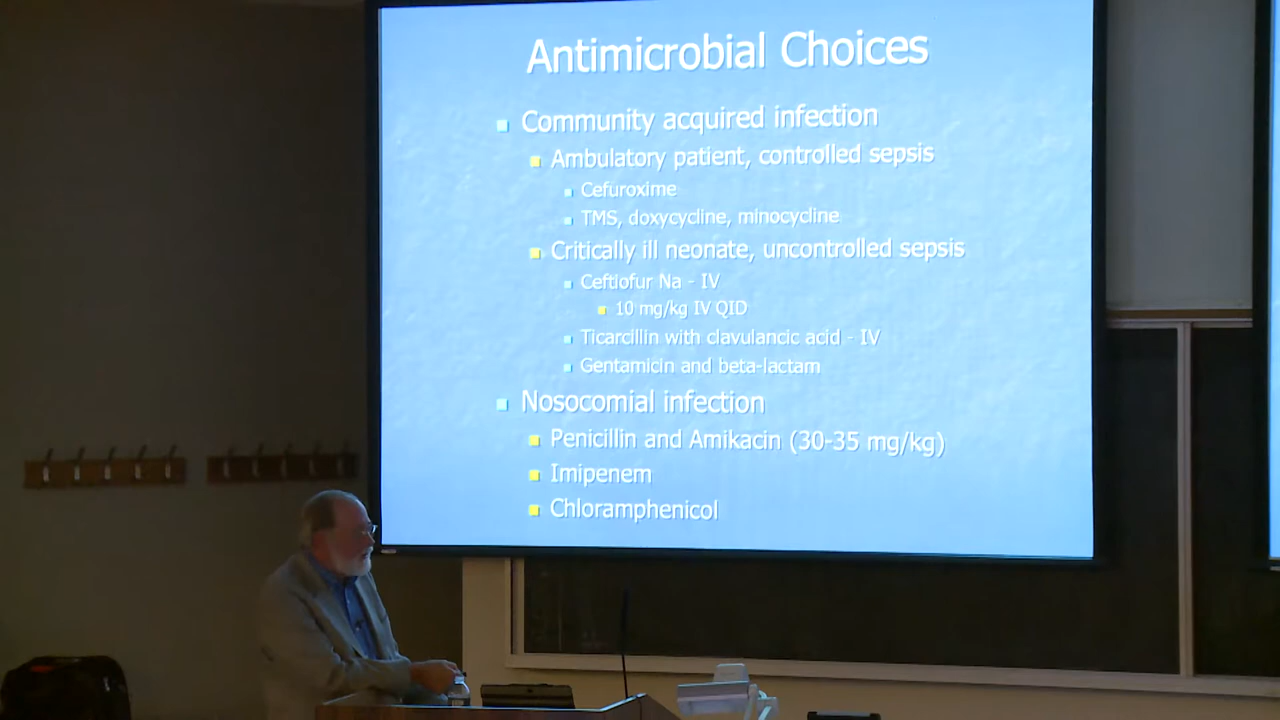 Antimicrobial Choices
Community acquired infection
Ambulatory patient, controlled sepsis
Cefuroxime
TMS, doxycycline, minocycline
Critically ill neonate, uncontrolled sepsis
Ceftiofur Na - IV
10 mg/kg IV QID
Ticarcillin with clavulancic acid - IV
Gentamicin and beta-lactam
Nosocomial infection
Penicillin and Amikacin (30-35 mg/kg)
Imipenem
Chloramphenicol